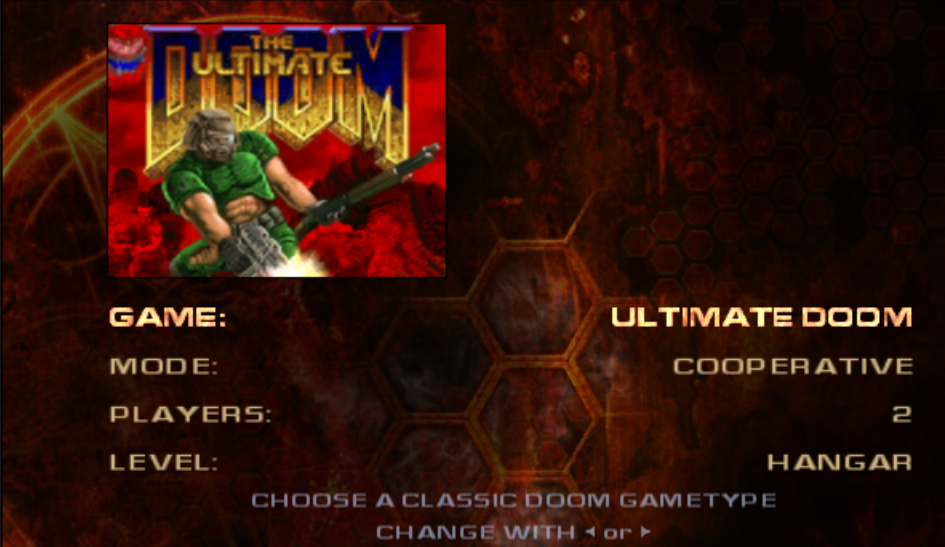 THE
ULTIMATE
DOOM
GAME: ULTIMATE DOOM
MODE: COOPERATIVE
PLAYERS: 2
LEVEL: HANGAR
CHOOSE A CLASSIC DOOM GAMETYPE
CHANGE WITH ◂ or ▸